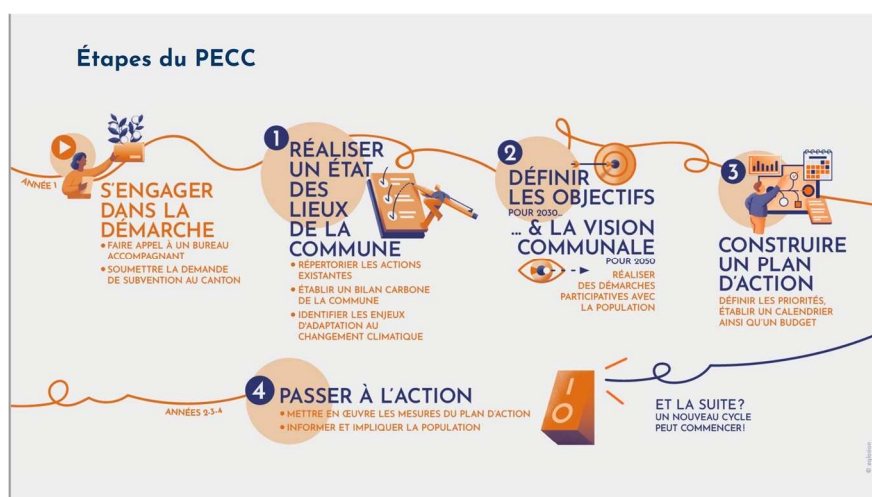 Étapes du PECC
ANNÉE 1
S'ENGAGER
DANS LA
DÉMARCHE
• FAIRE APPEL À UN BUREAU
ACCOMPAGNANT
• SOUMETTRE LA DEMANDE
DE SUBVENTION AU CANTON
1
RÉALISER
UN ÉTAT
DES
LIEUX
DE LA
COMMUNE
• RÉPERTORIER LES ACTIONS
EXISTANTES
• ÉTABLIR UN BILAN CARBONE
DE LA COMMUNE
• IDENTIFIER LES ENJEUX
D'ADAPTATION AU
CHANGEMENT CLIMATIQUE
2
DÉFINIR
LES OBJECTIFS
POUR 2030...
... & LA VISION
COMMUNALE
POUR 2050
RÉALISER
DES DÉMARCHES
PARTICIPATIVES AVEC
LA POPULATION
3
CONSTRUIRE
UN PLAN
D'ACTION
DÉFINIR LES PRIORITÉS,
ÉTABLIR UN CALENDRIER
AINSI QU'UN BUDGET
ANNÉES 2-3-4
4
PASSER À L'ACTION
• METTRE EN ŒUVRE LES MESURES DU PLAN D'ACTION
• INFORMER ET IMPLIQUER LA POPULATION
ET LA SUITE?
UN NOUVEAU CYCLE
PEUT COMMENCER!